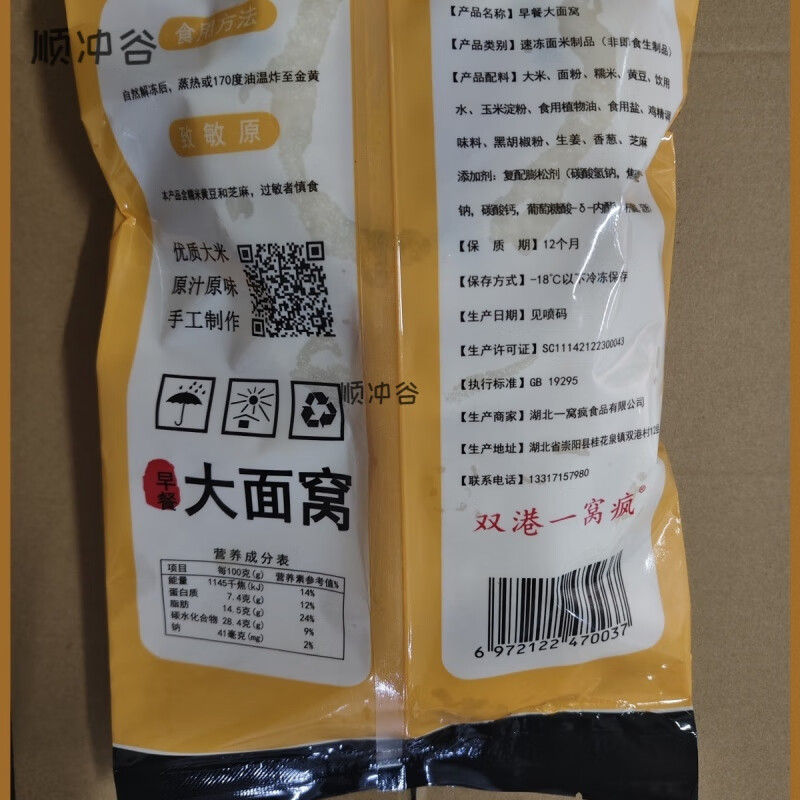 顺冲谷
食用方法
自然解冻后，蒸热或170度油温炸至金黄
致敏原
本产品含糯米黄豆和芝麻，过敏者慎食
优质大米
原汁原味
手工制作
早餐
大面窝
营养成分表
项目 每100克(g) 营养素参考值%
能量 1145千焦(kJ) 14%
蛋白质 7.4克(g) 12%
脂肪 14.5克(g) 24%
碳水化合物 28.4克(g) 9%
钠 41毫克(mg) 2%
顺冲谷
【产品名称】早餐大面窝
【产品类别】速冻面米制品（非即食生制品）
【产品配料】大米、面粉、糯米、黄豆、饮用
水、玉米淀粉、食用植物油、食用盐、鸡精调
味料、黑胡椒粉、生姜、香葱、芝麻
添加剂：复配膨松剂（碳酸氢钠，焦
钠，碳酸钙，葡萄糖酸-δ-内酯
【保 质 期】12个月
【保存方式】-18℃以下冷冻保存
【生产日期】见喷码
【生产许可证】SC11142122300043
【执行标准】GB 19295
【生产商家】湖北一窝疯食品有限公司
【生产地址】湖北省崇阳县桂花泉镇双港村
【联系电话】13317157980
双港一窝疯®
6 972122 470037